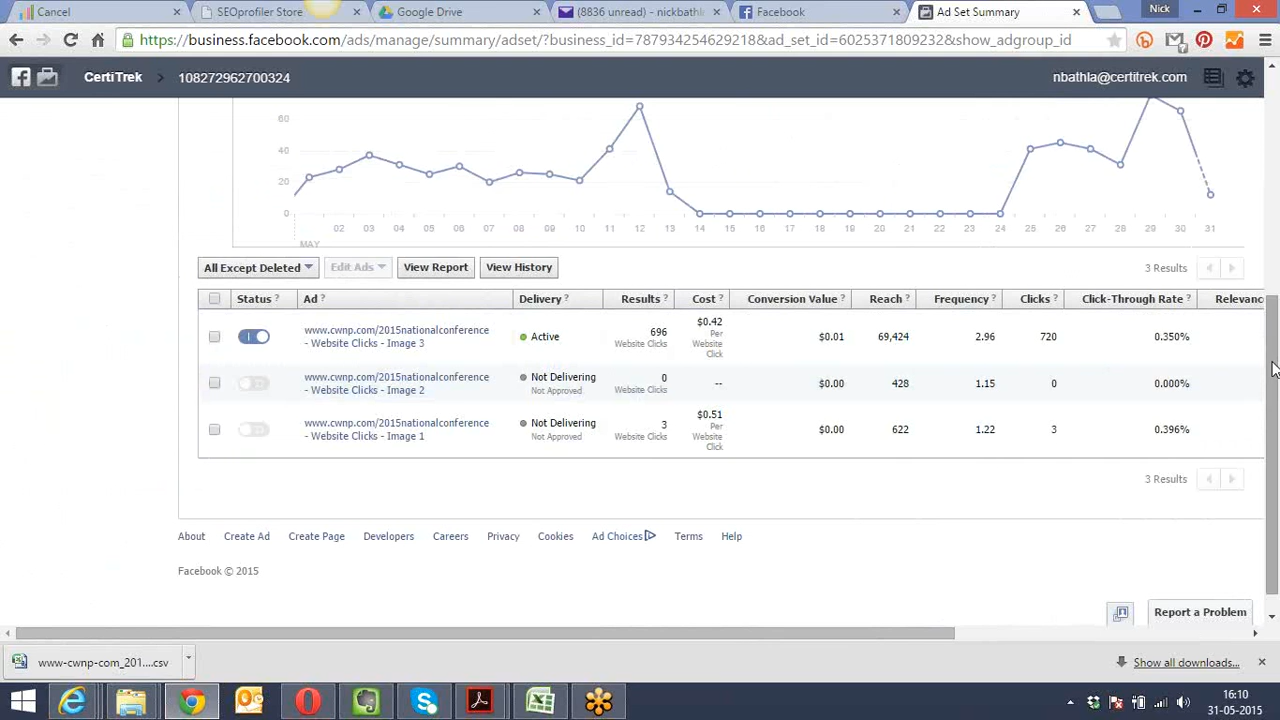 Cancel
SEOprofiler Store
Google Drive
(8836 unread) - nickbathk
Facebook
Ad Set Summary
Nick
https://business.facebook.com/ads/manage/summary/adset/?business_id=787934254629218&ad_set_id=6025371809232&show_adgroup_id
CertiTrek
108272962700324
nbathla@certitrek.com
60
40
20
0
02 03 04 05 06 07 08 09 10 11 12 13 14 15 16 17 18 19 20 21 22 23 24 25 26 27 28 29 30 31
MAY
All Except Deleted
Edit Ads
View Report
View History
3 Results
Status ? Ad ? Delivery ? Results ? Cost ? Conversion Value ? Reach ? Frequency ? Clicks ? Click-Through Rate ? Relevanc
www.cwnp.com/2015nationalconference - Website Clicks - Image 3
Active
696 Website Clicks
$0.42 Per Website Click
$0.01
69,424
2.96
720
0.350%
www.cwnp.com/2015nationalconference - Website Clicks - Image 2
Not Delivering
Not Approved
0 Website Clicks
--
$0.00
428
1.15
0
0.000%
www.cwnp.com/2015nationalconference - Website Clicks - Image 1
Not Delivering
Not Approved
3 Website Clicks
$0.51 Per Website Click
$0.00
622
1.22
3
0.396%
3 Results
About Create Ad Create Page Developers Careers Privacy Cookies Ad Choices Terms Help
Facebook © 2015
Report a Problem
www-cwnp-com_201....csv
Show all downloads...
16:10
31-05-2015